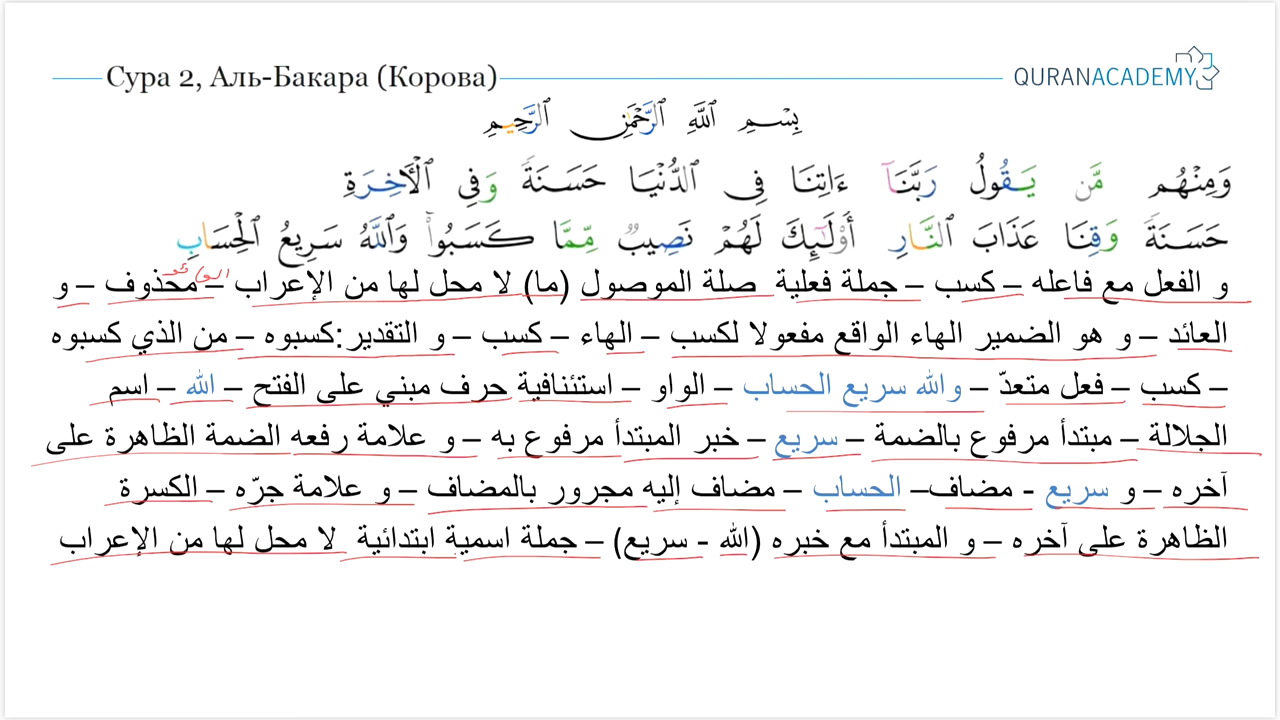 Сура 2, Аль-Бакара (Корова)
QURANACADEMY
بِسْمِ ٱللَّهِ ٱلرَّحْمَٰنِ ٱلرَّحِيمِ
وَمِنْهُم مَّن يَقُولُ رَبَّنَآ ءَاتِنَا فِى ٱلدُّنْيَا حَسَنَةً وَفِى ٱلْأَخِرَةِ
حَسَنَةً وَقِنَا عَذَابَ ٱلنَّارِ أُو۟لَـٰٓئِكَ لَهُمْ نَصِيبٌ مِّمَّا كَسَبُوا۟ وَٱللَّهُ سَرِيعُ ٱلْحِسَابِ
و الفعل مع فاعله – كسب – جملة فعلية صلة الموصول (ما) لا محل لها من الإعراب – محذوف – و
العائد – و هو الضمير الهاء الواقع مفعولا لكسب – الهاء – كسب – و التقدير :كسبوه – من الذي كسبوه
– كسب – فعل متعدّ – والله سريع الحساب – الواو – استئنافية حرف مبني على الفتح – الله – اسم
الجلالة – مبتدأ مرفوع بالضمة – سريع – خبر المبتدأ مرفوع به – و علامة رفعه الضمة الظاهرة على
آخره – و سريع - مضاف– الحساب – مضاف إليه مجرور بالمضاف – و علامة جرّه – الكسرة
الظاهرة على آخره – و المبتدأ مع خبره (الله - سريع) – جملة اسمية ابتدائية لا محل لها من الإعراب